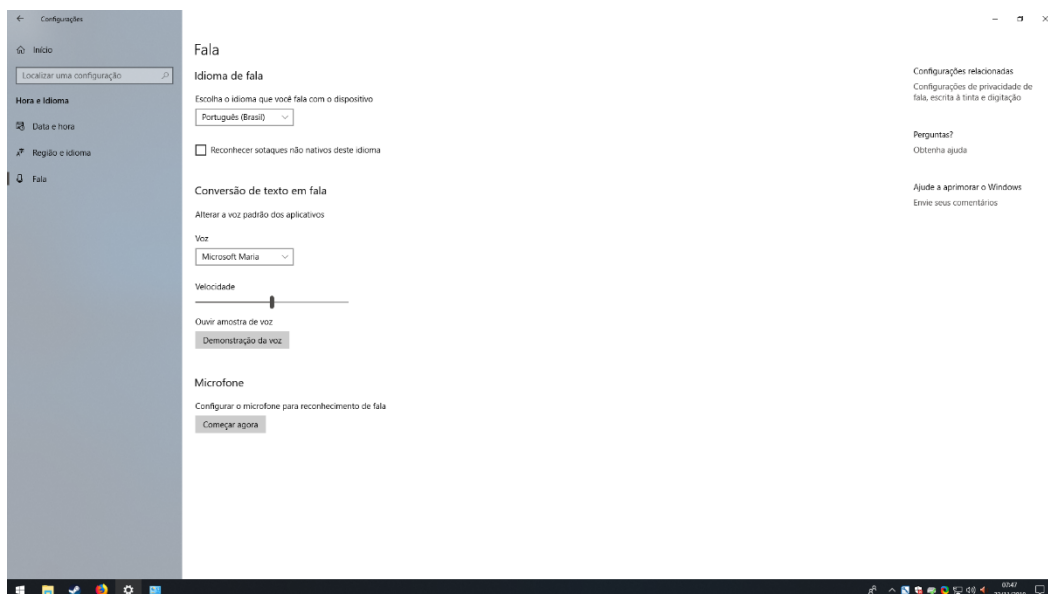 Configurações
Início
Localizar uma configuração
Hora e Idioma
Data e hora
Região e idioma
Fala
Fala
Idioma de fala
Escolha o idioma que você fala com o dispositivo
Português (Brasil)
Reconhecer sotaques não nativos deste idioma
Conversão de texto em fala
Alterar a voz padrão dos aplicativos
Voz
Microsoft Maria
Velocidade
Ouvir amostra de voz
Demonstração da voz
Microfone
Configurar o microfone para reconhecimento de fala
Começar agora
Configurações relacionadas
Configurações de privacidade de
fala, escrita à tinta e digitação
Perguntas?
Obtenha ajuda
Ajude a aprimorar o Windows
Envie seus comentários